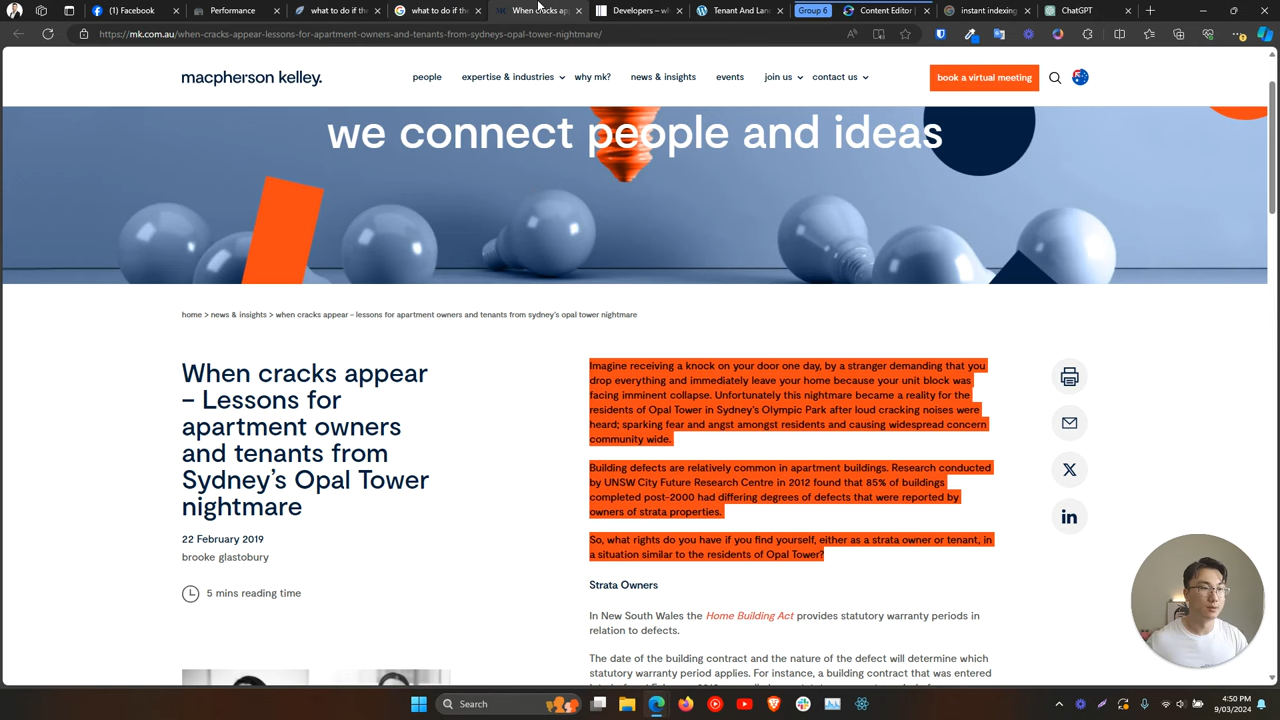 (1) Facebook
Performance
what to do if the
what to do if the
When cracks ap
Developers – w
Tenant And Lan
Group 6
Content Editor
instant indexing
ChatGPT
https://mk.com.au/when-cracks-appear-lessons-for-apartment-owners-and-tenants-from-sydneys-opal-tower-nightmare/
macpherson kelley.
people
expertise & industries
why mk?
news & insights
events
join us
contact us
book a virtual meeting
we connect people and ideas
home > news & insights > when cracks appear – lessons for apartment owners and tenants from sydney's opal tower nightmare
When cracks appear
– Lessons for
apartment owners
and tenants from
Sydney's Opal Tower
nightmare
22 February 2019
brooke glastobury
5 mins reading time
Imagine receiving a knock on your door one day, by a stranger demanding that you
drop everything and immediately leave your home because your unit block was
facing imminent collapse. Unfortunately this nightmare became a reality for the
residents of Opal Tower in Sydney's Olympic Park after loud cracking noises were
heard; sparking fear and angst amongst residents and causing widespread concern
community wide.
Building defects are relatively common in apartment buildings. Research conducted
by UNSW City Future Research Centre in 2012 found that 85% of buildings
completed post-2000 had differing degrees of defects that were reported by
owners of strata properties.
So, what rights do you have if you find yourself, either as a strata owner or tenant, in
a situation similar to the residents of Opal Tower?
Strata Owners
In New South Wales the Home Building Act provides statutory warranty periods in
relation to defects.
The date of the building contract and the nature of the defect will determine which
statutory warranty period applies. For instance, a building contract that was entered
Search
4:50 PM
9/03/2024